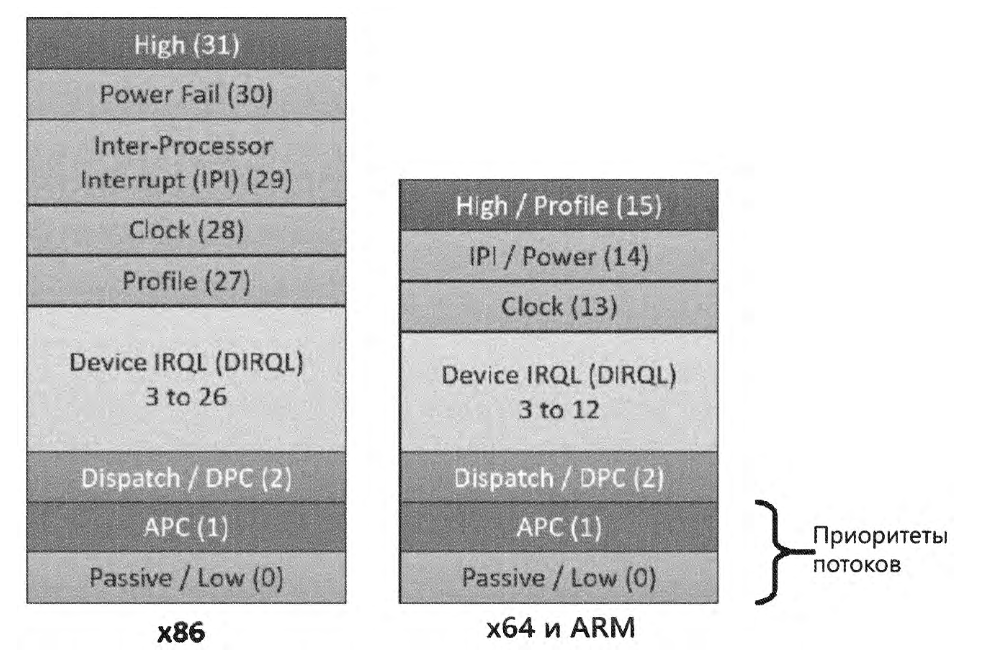 High (31)
Power Fail (30)
Inter-Processor
Interrupt (IPI) (29)
Clock (28)
Profile (27)
Device IRQL (DIRQL)
3 to 26
Dispatch / DPC (2)
APC (1)
Passive / Low (0)
x86
High / Profile (15)
IPI / Power (14)
Clock (13)
Device IRQL (DIRQL)
3 to 12
Dispatch / DPC (2)
APC (1)
Passive / Low (0)
x64 и ARM
Приоритеты
потоков